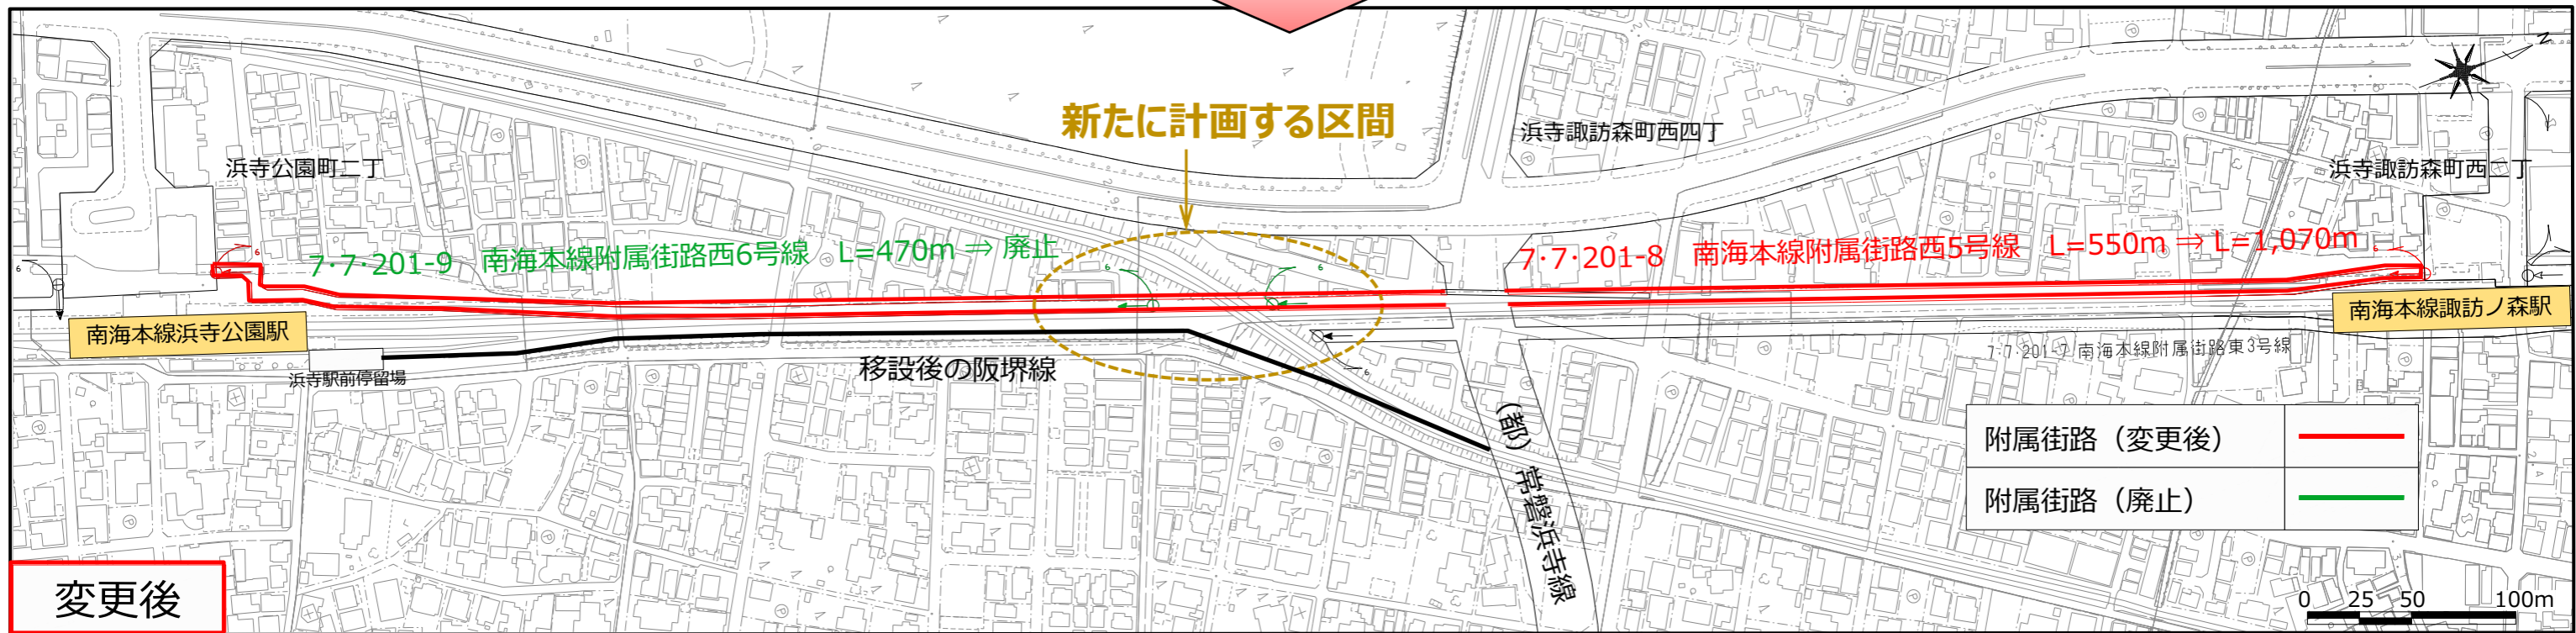 新たに計画する区間
N
浜寺諏訪森町西四丁
浜寺公園町二丁
浜寺諏訪森町西二丁
7・7・201-9 南海本線附属街路西6号線 L=470m ⇒ 廃止
7・7・201-8 南海本線附属街路西5号線 L=550m ⇒ L=1,070m
6
6
6
6
6
6
南海本線浜寺公園駅
南海本線諏訪ノ森駅
7・7・201-7 南海本線附属街路東3号線
移設後の阪堺線
浜寺駅前停留場
(都) 常磐浜寺線
附属街路（変更後）
附属街路（廃止）
変更後
0 25 50 100m